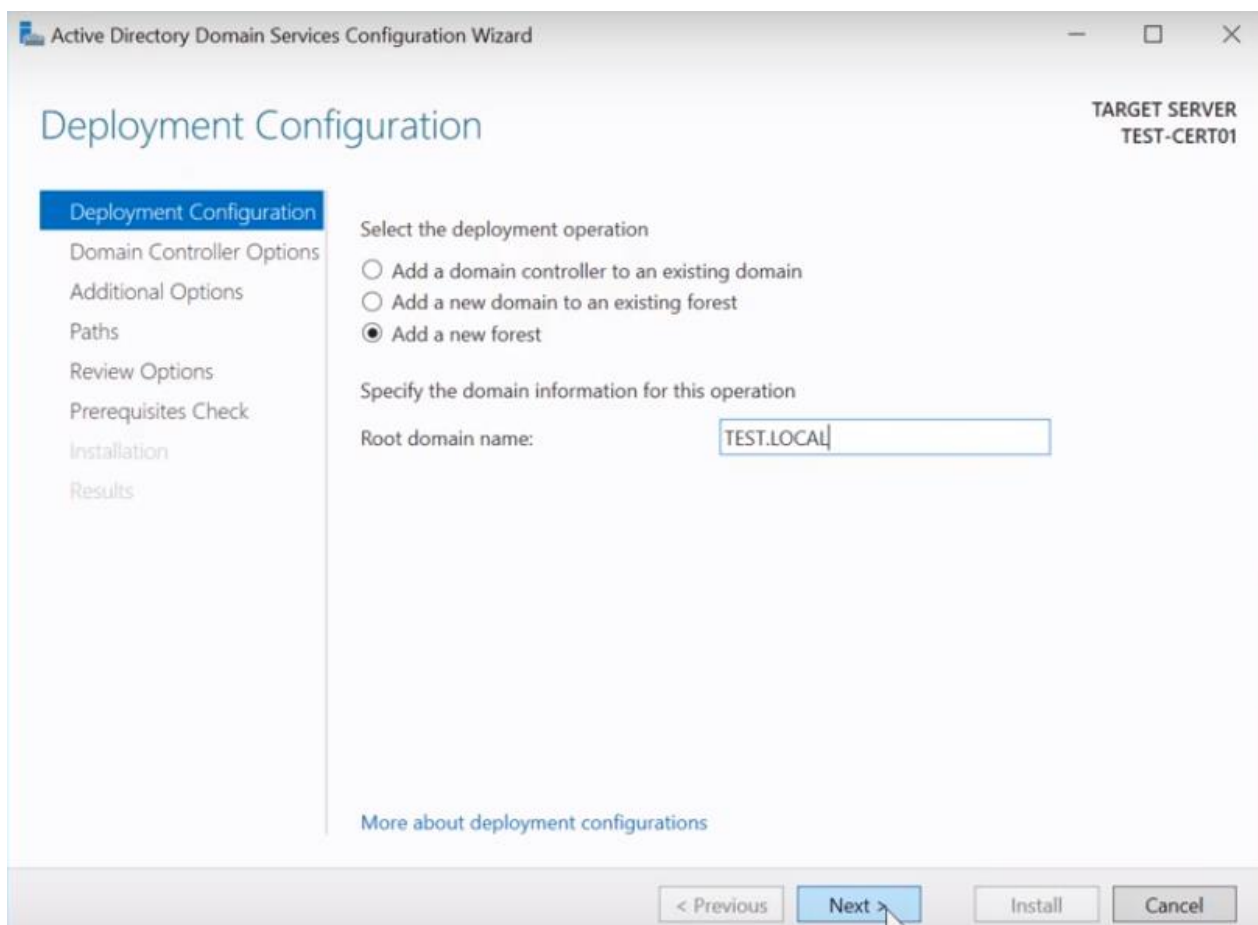 Active Directory Domain Services Configuration Wizard
Deployment Configuration
TARGET SERVER
TEST-CERT01
Deployment Configuration
Domain Controller Options
Additional Options
Paths
Review Options
Prerequisites Check
Installation
Results
Select the deployment operation
Add a domain controller to an existing domain
Add a new domain to an existing forest
Add a new forest
Specify the domain information for this operation
Root domain name: TEST.LOCAL
More about deployment configurations
< Previous Next > Install Cancel